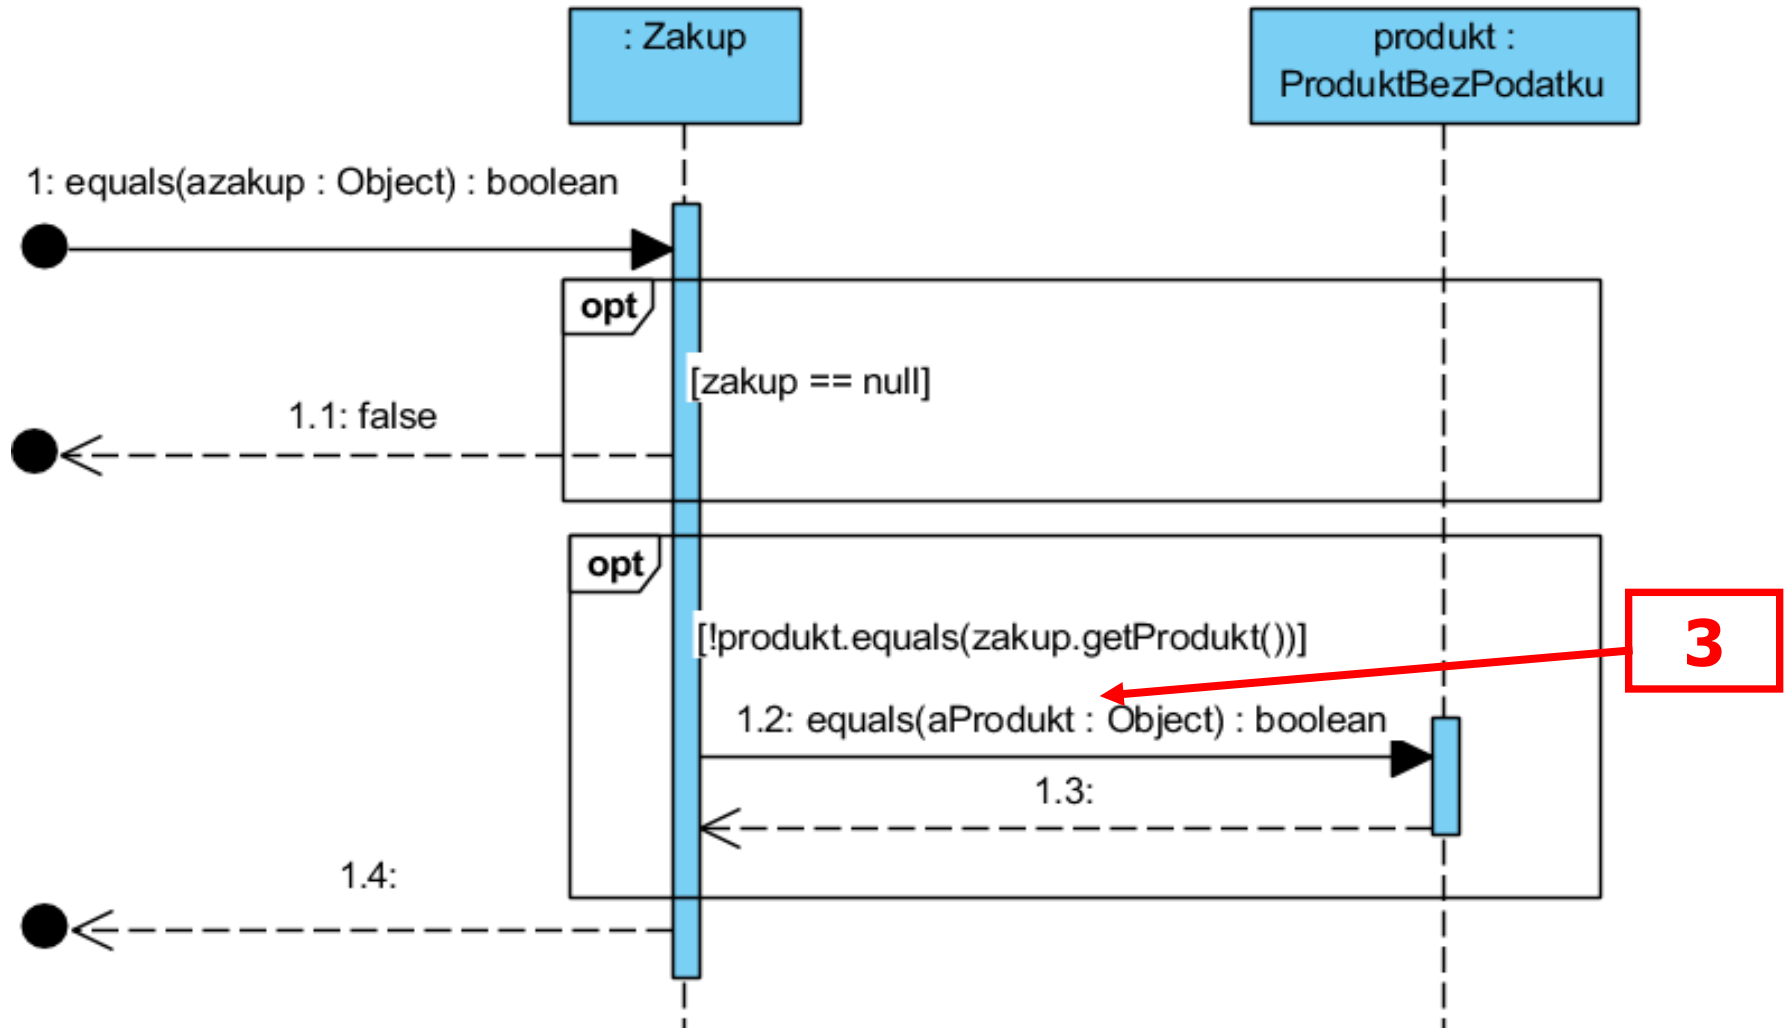 : Zakup
produkt :
ProduktBezPodatku
1: equals(azakup : Object) : boolean
opt
[zakup == null]
1.1: false
opt
[!produkt.equals(zakup.getProdukt())]
3
1.2: equals(aProdukt : Object) : boolean
1.3:
1.4: